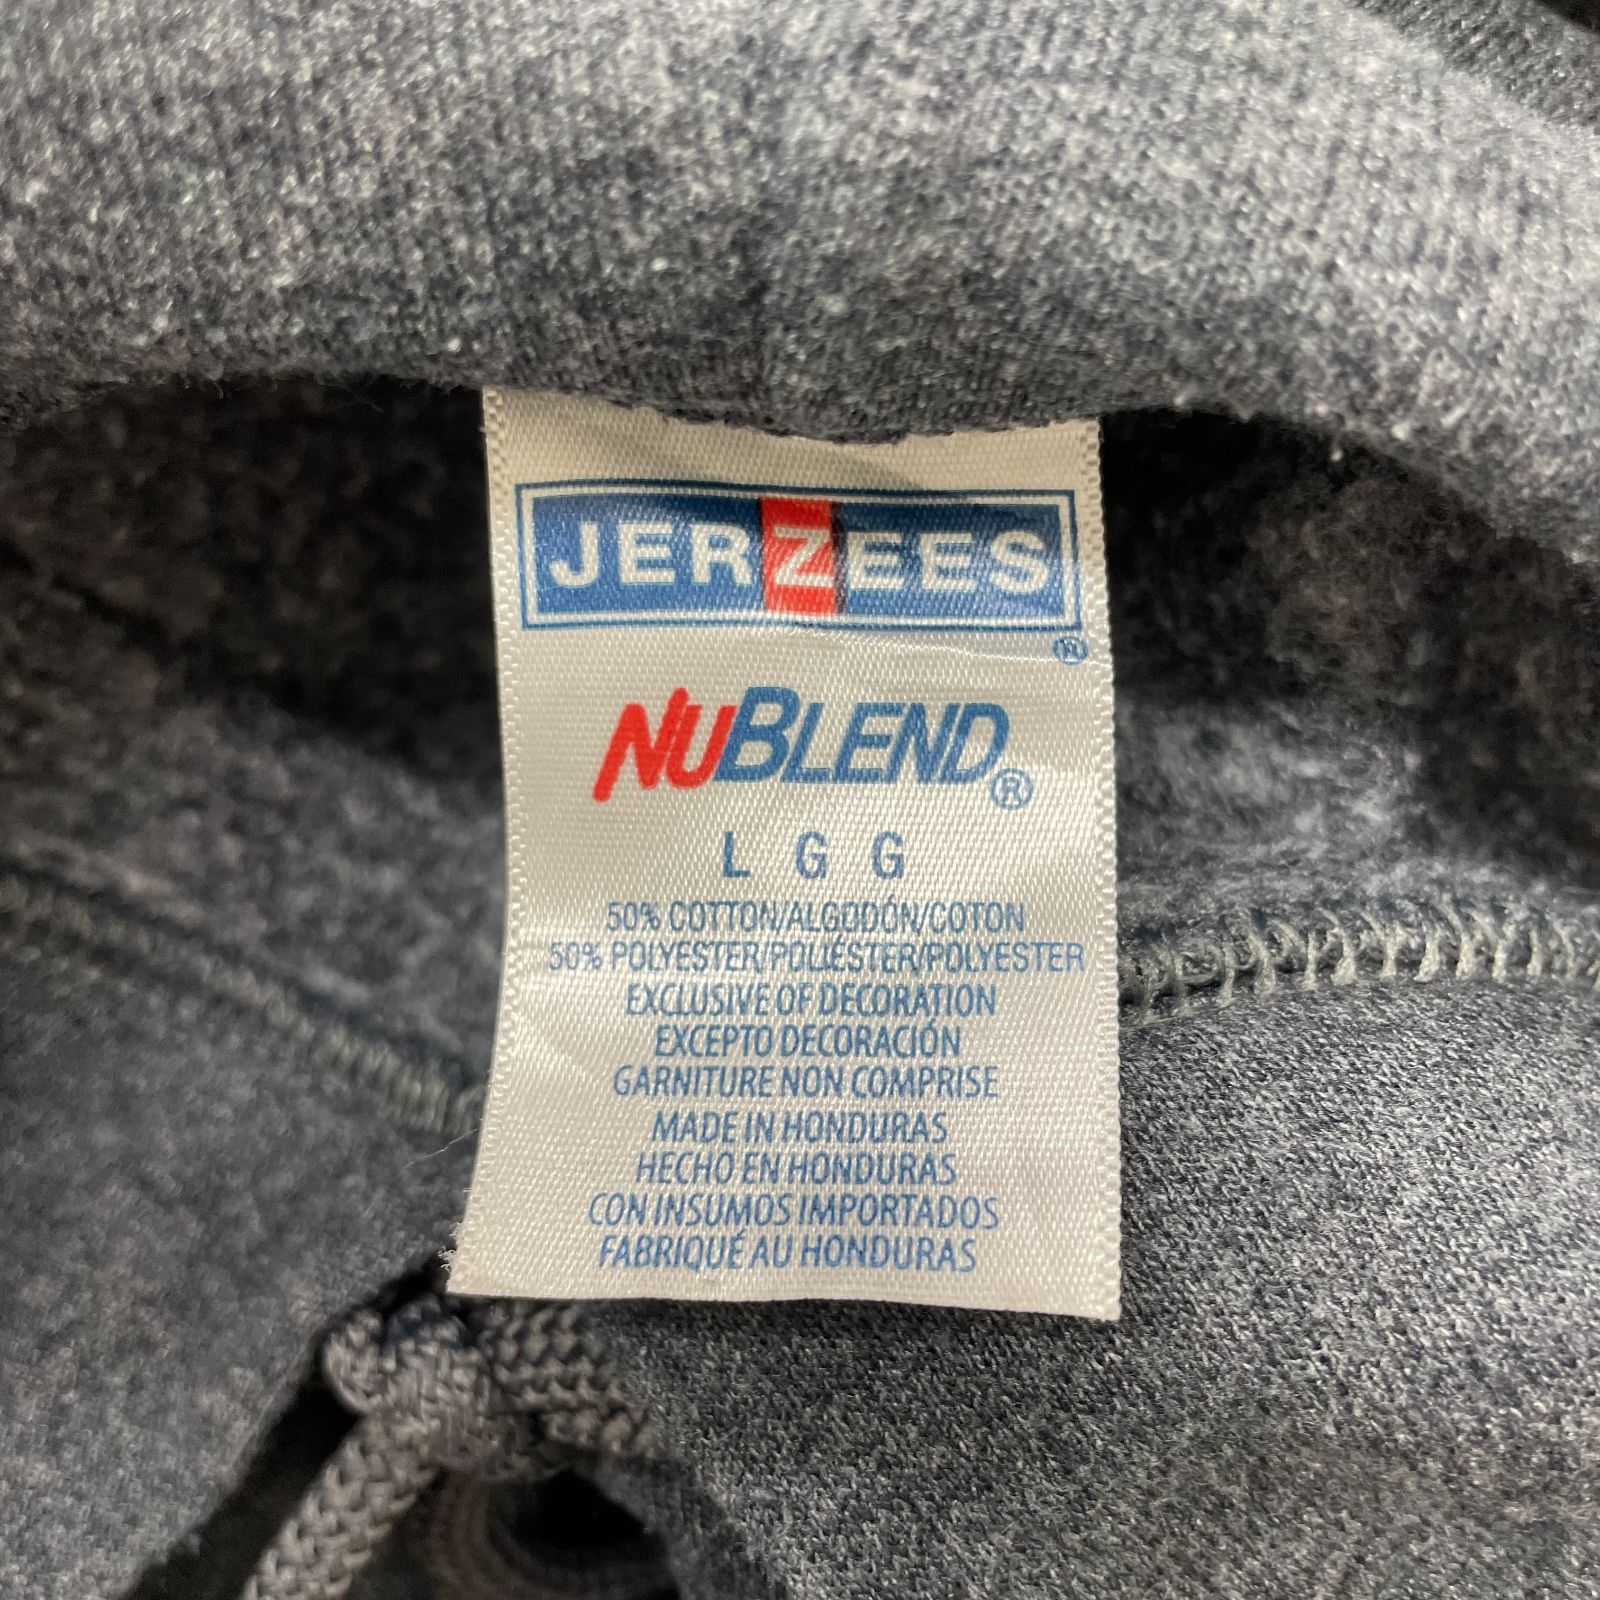 JERZEES
®
NUBLEND®
L G G
50% COTTON/ALGODÓN/COTON
50% POLYESTER/POLIÉSTER/POLYESTER
EXCLUSIVE OF DECORATION
EXCEPTO DECORACIÓN
GARNITURE NON COMPRISE
MADE IN HONDURAS
HECHO EN HONDURAS
CON INSUMOS IMPORTADOS
FABRIQUÉ AU HONDURAS